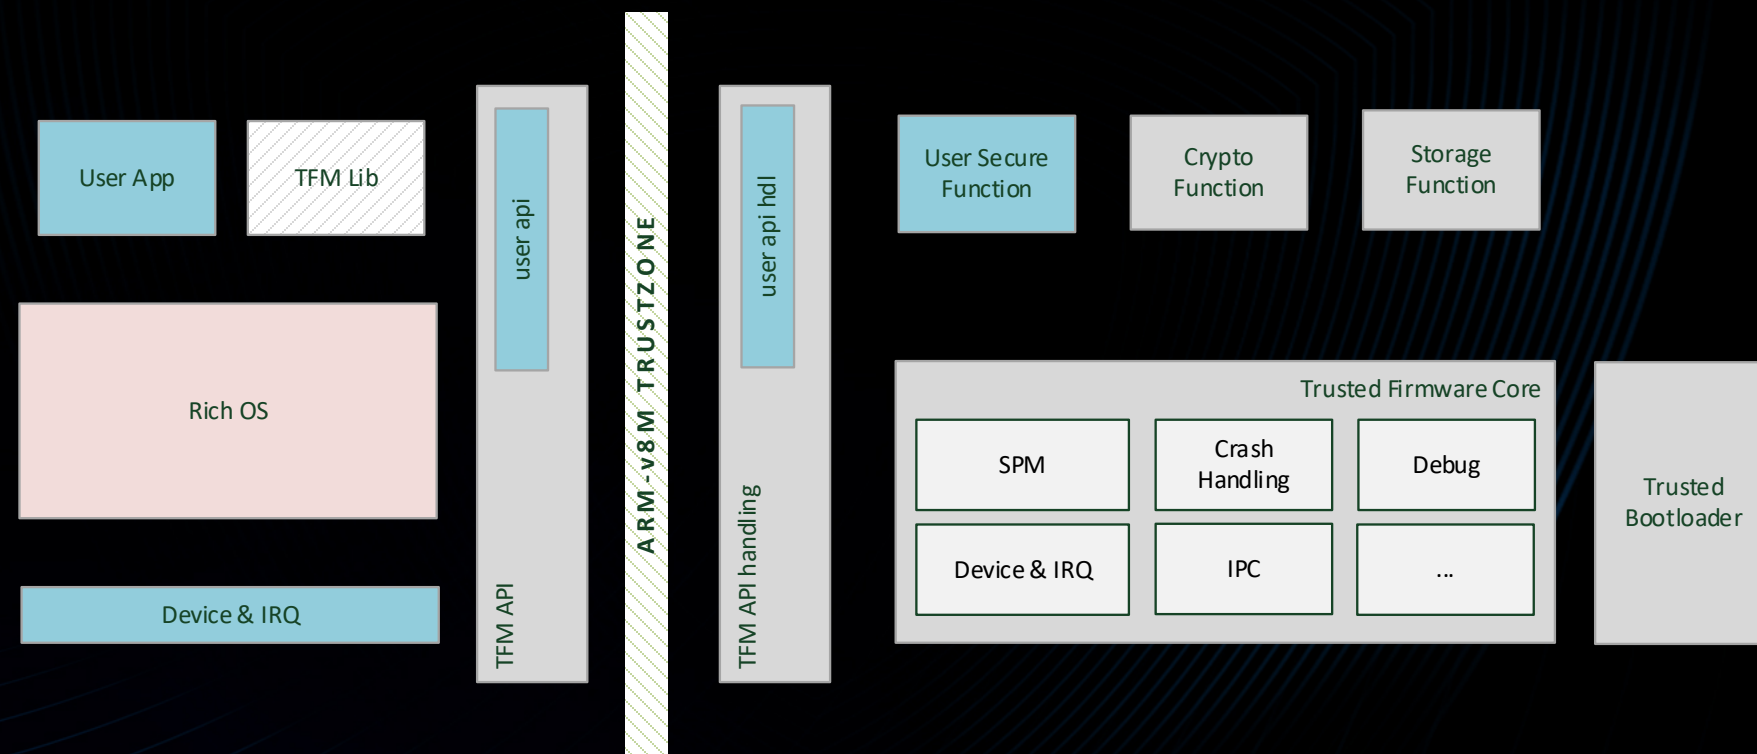 User App
TFM Lib
Rich OS
Device & IRQ
user api
TFM API
ARM-v8M TRUSTZONE
user api hdl
TFM API handling
User Secure
Function
Crypto
Function
Storage
Function
Trusted Firmware Core
SPM
Crash
Handling
Debug
Device & IRQ
IPC
...
Trusted
Bootloader